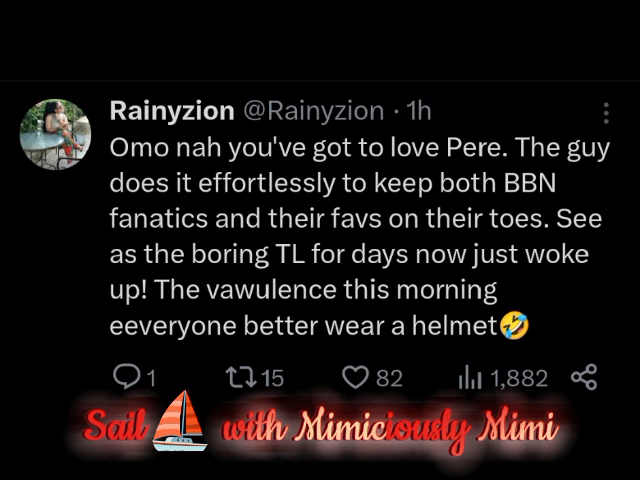 Rainyzion @Rainyzion · 1h
Omo nah you've got to love Pere. The guy
does it effortlessly to keep both BBN
fanatics and their favs on their toes. See
as the boring TL for days now just woke
up! The vawulence this morning
eeveryone better wear a helmet🤣
1 15 82 1,882
Sail with Mimiciously Mimi